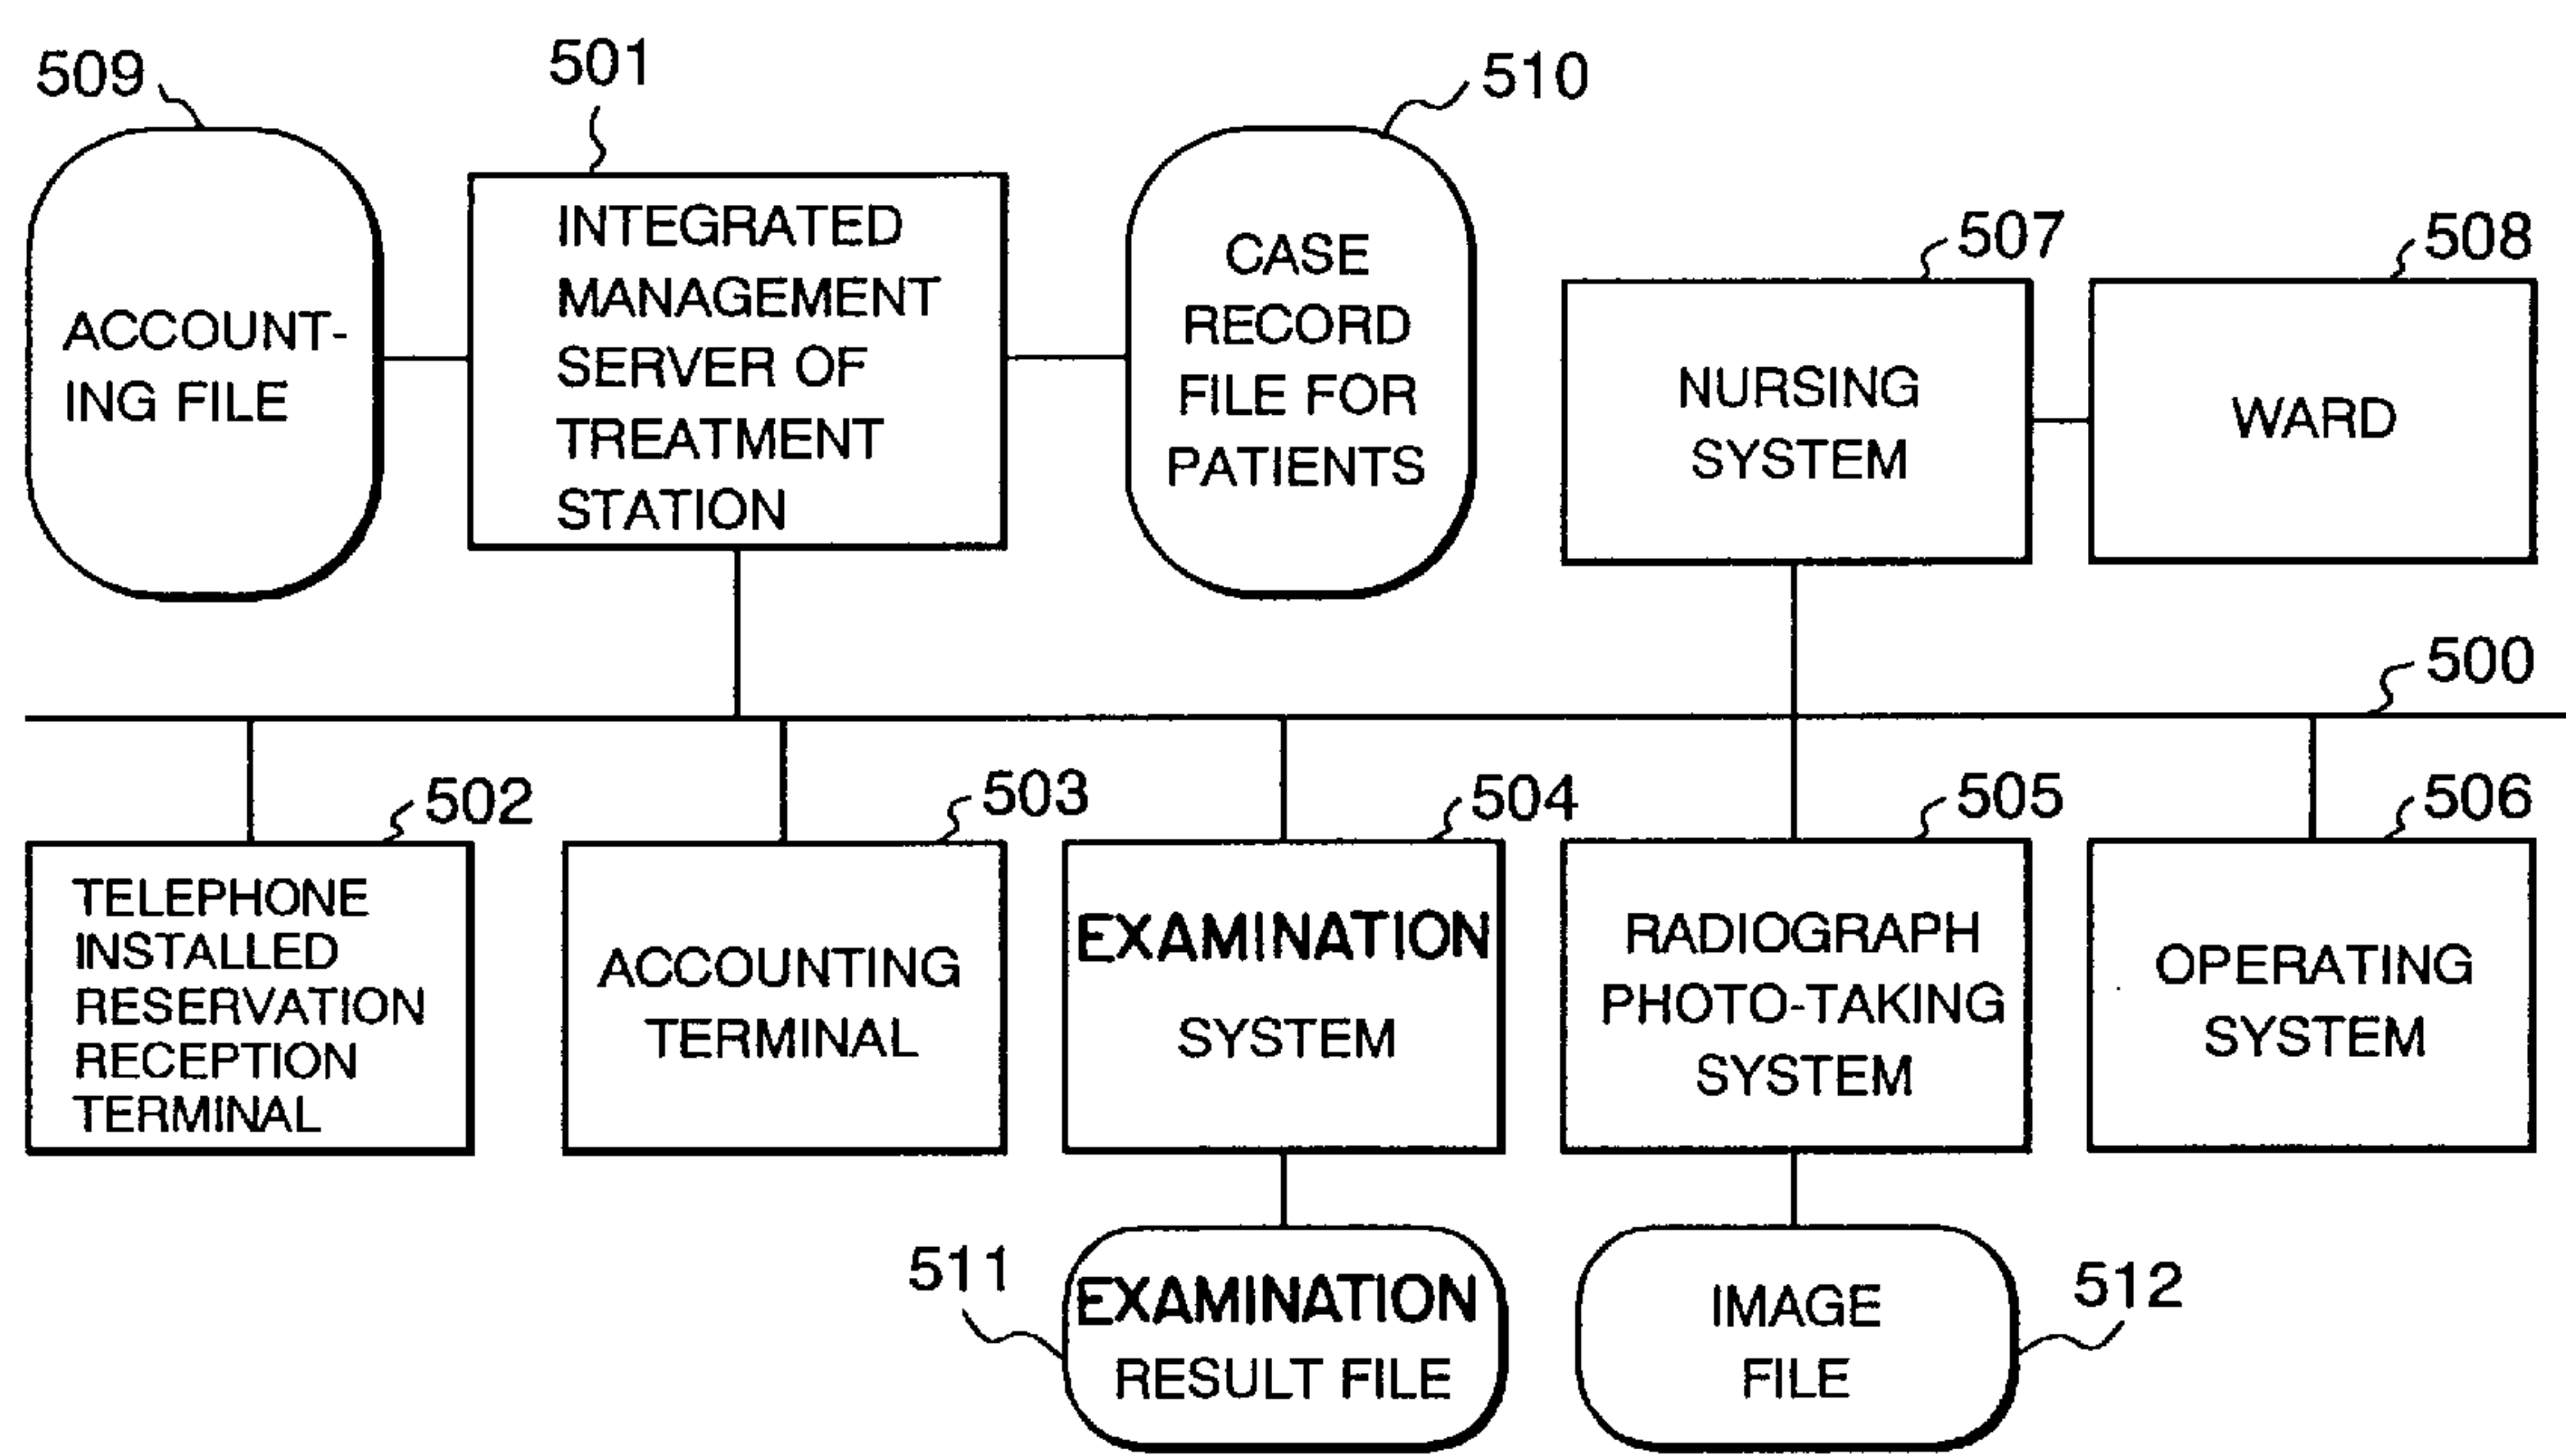 509
501
510
ACCOUNT-
ING FILE
INTEGRATED
MANAGEMENT
SERVER OF
TREATMENT
STATION
CASE
RECORD
FILE FOR
PATIENTS
507
NURSING
SYSTEM
508
WARD
500
502
TELEPHONE
INSTALLED
RESERVATION
RECEPTION
TERMINAL
503
ACCOUNTING
TERMINAL
504
EXAMINATION
SYSTEM
505
RADIOGRAPH
PHOTO-TAKING
SYSTEM
506
OPERATING
SYSTEM
511
EXAMINATION
RESULT FILE
IMAGE
FILE
512